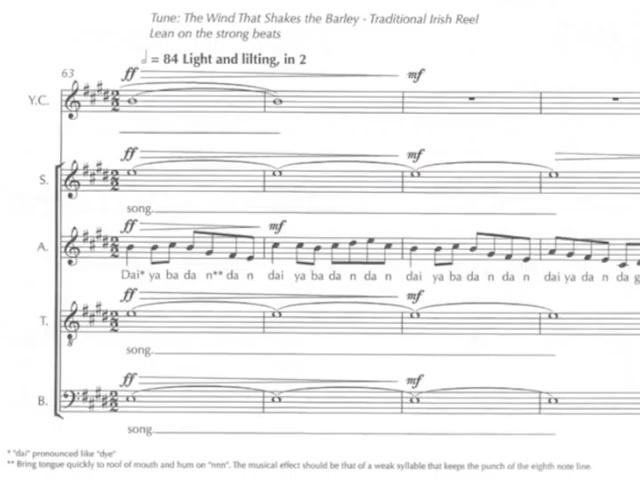 Tune: The Wind That Shakes the Barley - Traditional Irish Reel
Lean on the strong beats
= 84 Light and lilting, in 2
63
ff
mf
Y.C.
ff
mf
S.
song
ff
mf
A.
Dai* ya ba da n** da n dai ya ba da n da n dai ya ba da n da n dai ya da n da g
ff
mf
T.
song
ff
mf
B.
song
* "dai" pronounced like "dye"
** Bring tongue quickly to roof of mouth and hum on "nnn". The musical effect should be that of a weak syllable that keeps the punch of the eighth note line.